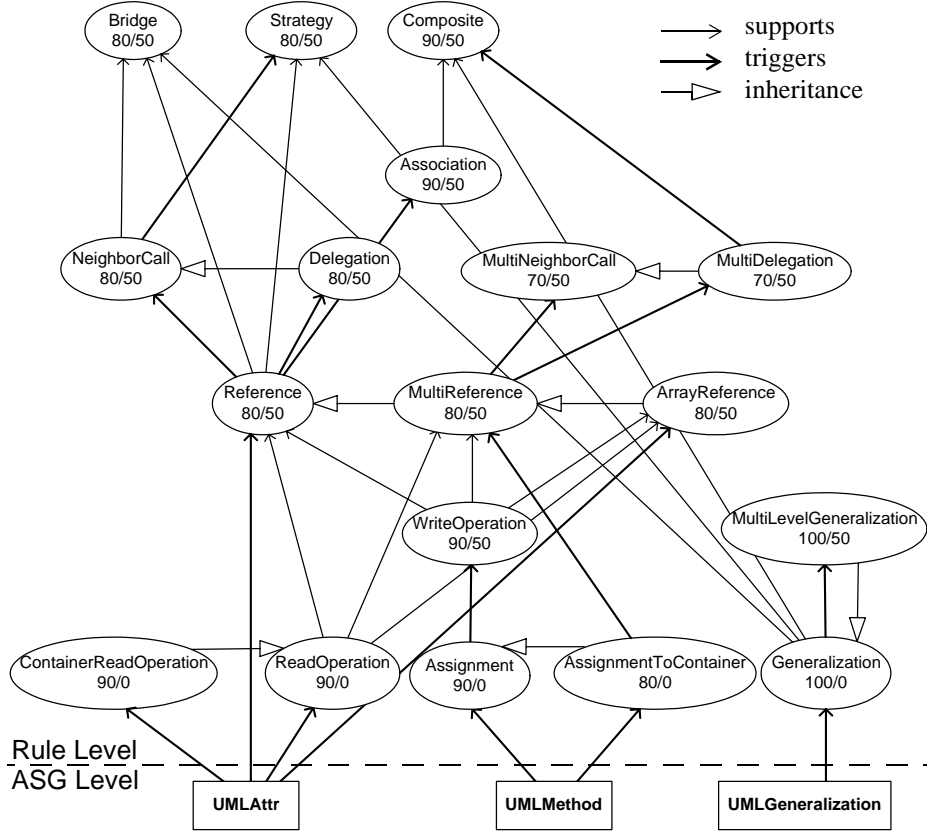 Bridge
80/50
Strategy
80/50
Composite
90/50
supports
triggers
inheritance
Association
90/50
NeighborCall
80/50
Delegation
80/50
MultiNeighborCall
70/50
MultiDelegation
70/50
Reference
80/50
MultiReference
80/50
ArrayReference
80/50
WriteOperation
90/50
MultiLevelGeneralization
100/50
ContainerReadOperation
90/0
ReadOperation
90/0
Assignment
90/0
AssignmentToContainer
80/0
Generalization
100/0
Rule Level
ASG Level
UMLAttr
UMLMethod
UMLGeneralization